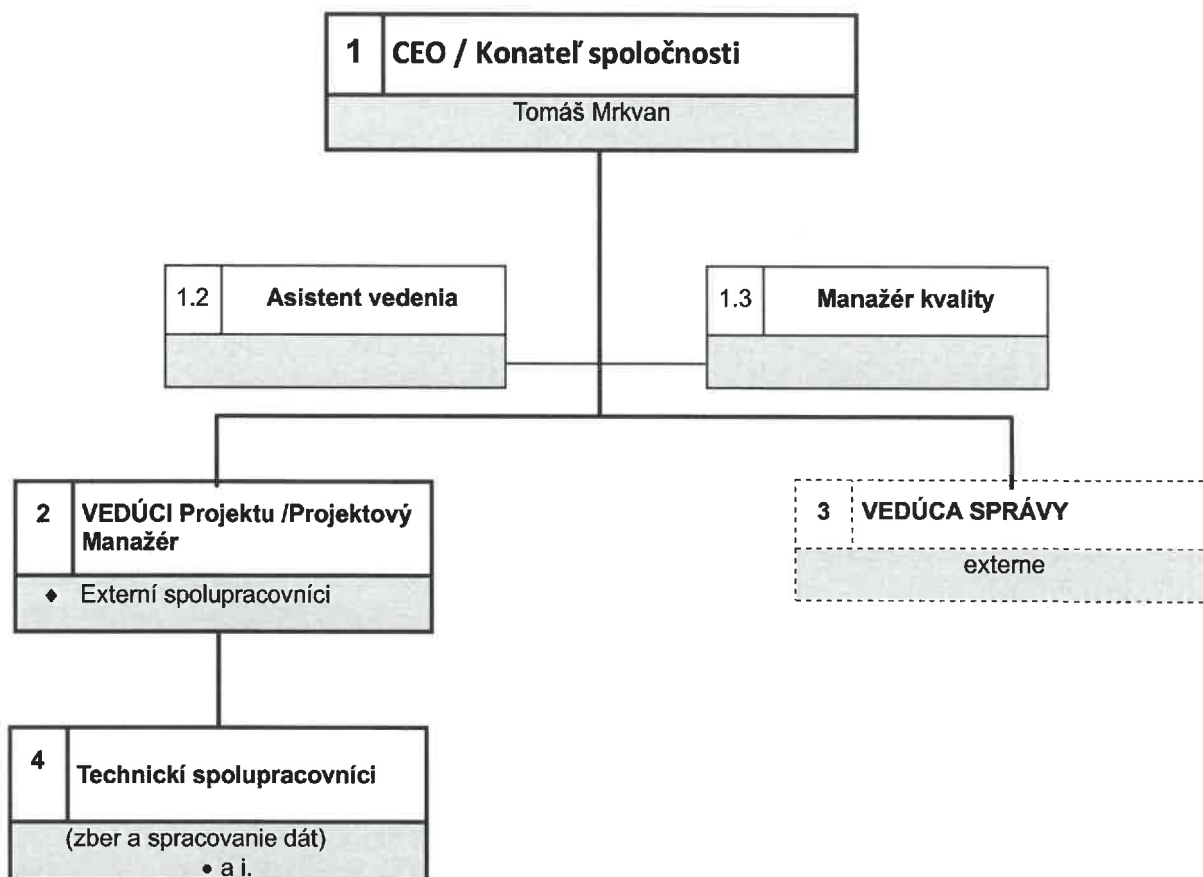 1 CEO / Konateľ spoločnosti
Tomáš Mrkvan
1.2 Asistent vedenia
1.3 Manažér kvality
2 VEDÚCI Projektu /Projektový
Manažér
♦ Externí spolupracovníci
3 VEDÚCA SPRÁVY
externe
4 Technickí spolupracovníci
(zber a spracovanie dát)
• a i.